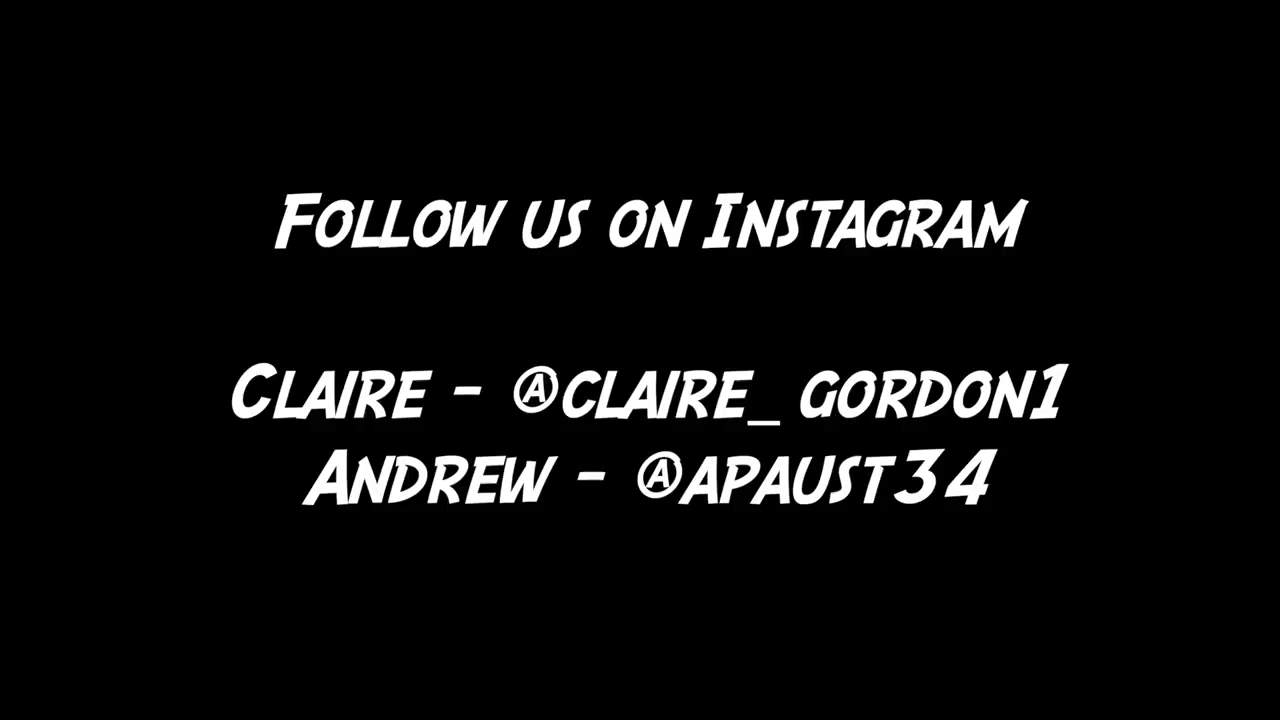 Follow us on Instagram
Claire - @claire_gordon1
Andrew - @apaust34